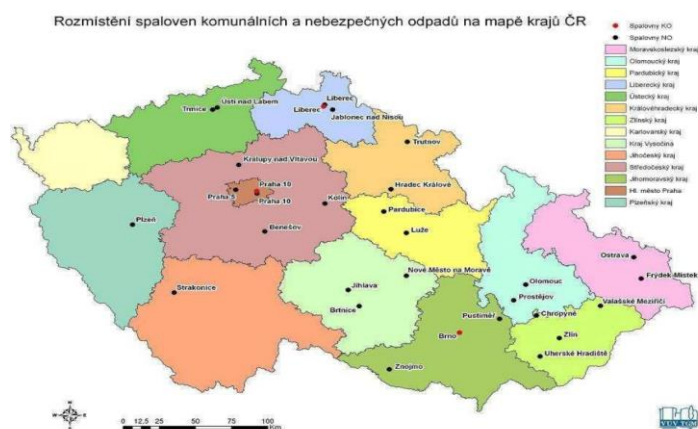 Rozmístění spaloven komunálních a nebezpečných odpadů na mapě krajů ČR
Spalovny KO
Spalovny NO
Moravskoslezský kraj
Olomoucký kraj
Pardubický kraj
Liberecký kraj
Ústecký kraj
Královéhradecký kraj
Zlínský kraj
Karlovarský kraj
Kraj Vysočina
Jihočeský kraj
Středočeský kraj
Jihomoravský kraj
Hl. město Praha
Plzeňský kraj
Ústí nad Labem
Trmice
Liberec
Liberec
Jablonec nad Nisou
Trutnov
Kralupy nad Vltavou
Praha 10
Praha 5
Praha 10
Kolín
Hradec Králové
Pardubice
Plzeň
Benešov
Luže
Ostrava
Nové Město na Moravě
Frýdek Místek
Strakonice
Jihlava
Olomouc
Brtnice
Prostějov
Valašské Meziříčí
Pustiměř
Chropyně
Brno
Zlín
Uherské Hradiště
Znojmo
0 12,5 25 50 75 100
Km